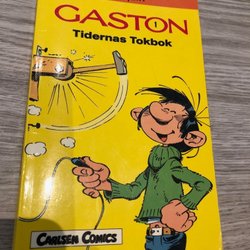 GASTON
Tidernas Tokbok
CARLSEN COMICS